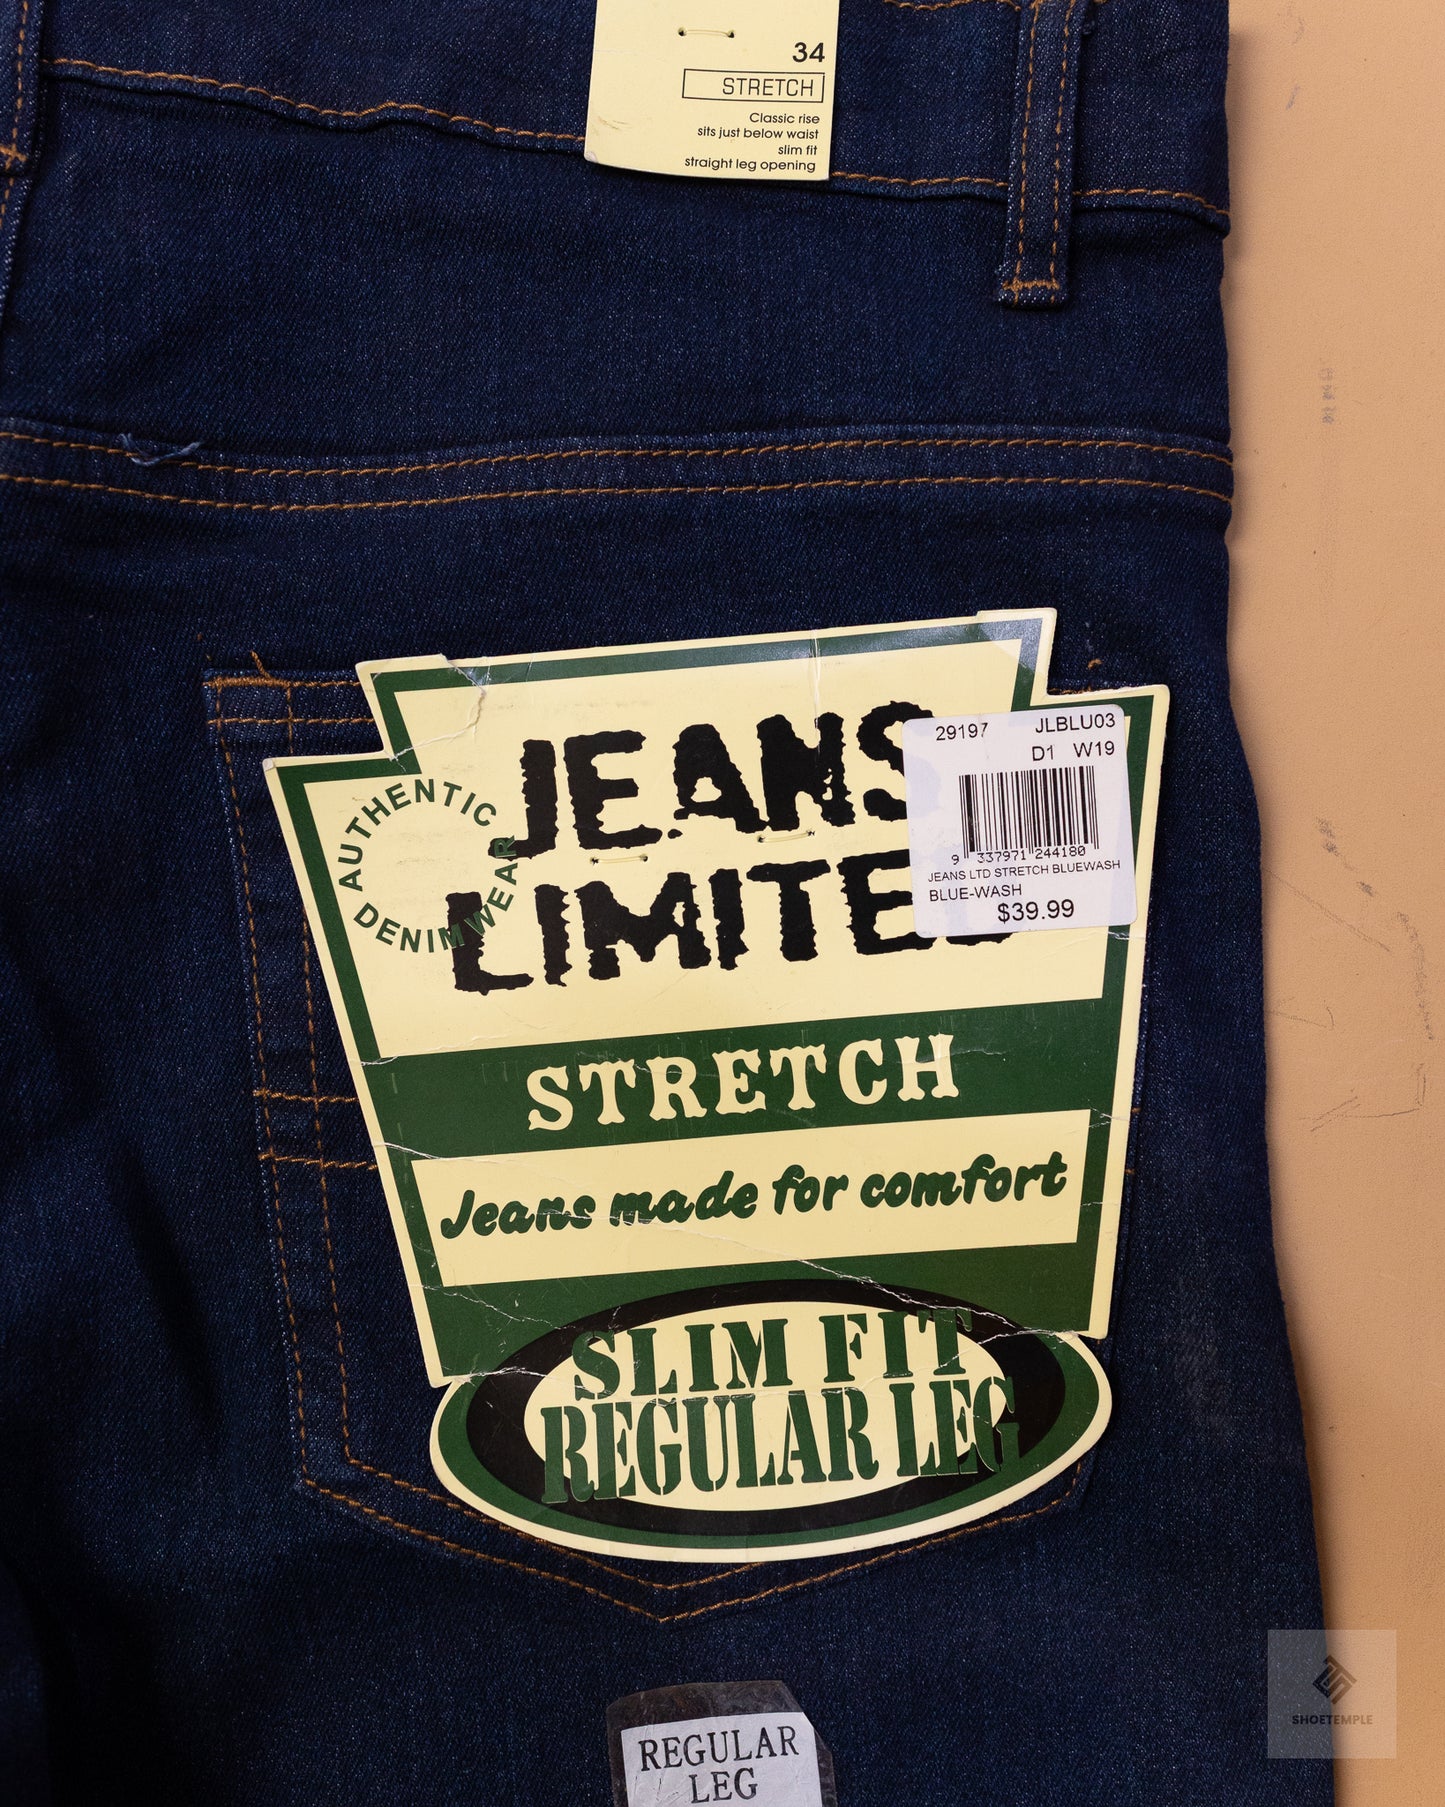 34
STRETCH
Classic rise
sits just below waist
slim fit
straight leg opening
AUTHENTIC
DENIMWEAR
JEANS
LIMITED
29197 JLBLU03
D1 W19
9 337971 244180
JEANS LTD STRETCH BLUEWASH
BLUE-WASH
$39.99
STRETCH
Jeans made for comfort
SLIM FIT
REGULAR LEG
REGULAR
LEG
SHOETEMPLE